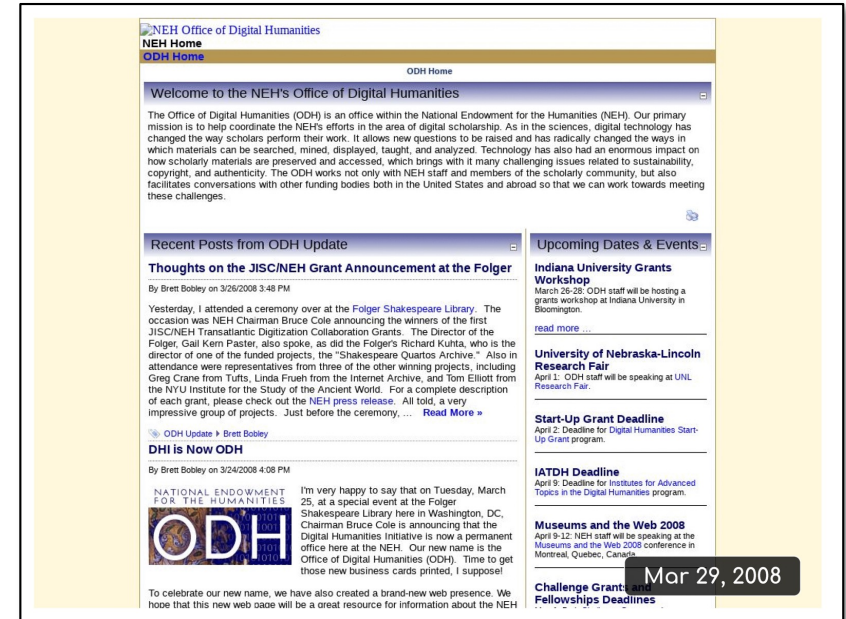 NEH Office of Digital Humanities
NEH Home
ODH Home
ODH Home
Welcome to the NEH's Office of Digital Humanities
The Office of Digital Humanities (ODH) is an office within the National Endowment for the Humanities (NEH). Our primary
mission is to help coordinate the NEH's efforts in the area of digital scholarship. As in the sciences, digital technology has
changed the way scholars perform their work. It allows new questions to be raised and has radically changed the ways in
which materials can be searched, mined, displayed, taught, and analyzed. Technology has also had an enormous impact on
how scholarly materials are preserved and accessed, which brings with it many challenging issues related to sustainability,
copyright, and authenticity. The ODH works not only with NEH staff and members of the scholarly community, but also
facilitates conversations with other funding bodies both in the United States and abroad so that we can work towards meeting
these challenges.
Recent Posts from ODH Update
Thoughts on the JISC/NEH Grant Announcement at the Folger
By Brett Bobley on 3/26/2008 3:48 PM
Yesterday, I attended a ceremony over at the Folger Shakespeare Library. The
occasion was NEH Chairman Bruce Cole announcing the winners of the first
JISC/NEH Transatlantic Digitization Collaboration Grants. The Director of the
Folger, Gail Kern Paster, also spoke, as did the Folger's Richard Kuhta, who is the
director of one of the funded projects, the "Shakespeare Quartos Archive." Also in
attendance were representatives from three of the other winning projects, including
Greg Crane from Tufts, Linda Frueh from the Internet Archive, and Tom Elliott from
the NYU Institute for the Study of the Ancient World. For a complete description
of each grant, please check out the NEH press release. All told, a very
impressive group of projects. Just before the ceremony, ... Read More »
ODH Update Brett Bobley
DHI is Now ODH
By Brett Bobley on 3/24/2008 4:08 PM
NATIONAL ENDOWMENT
FOR THE HUMANITIES
ODH
I'm very happy to say that on Tuesday, March
25, at a special event at the Folger
Shakespeare Library here in Washington, DC,
Chairman Bruce Cole is announcing that the
Digital Humanities Initiative is now a permanent
office here at the NEH. Our new name is the
Office of Digital Humanities (ODH). Time to get
those new business cards printed, I suppose!
To celebrate our new name, we have also created a brand-new web presence. We
hope that this new web page will be a great resource for information about the NEH
Upcoming Dates & Events
Indiana University Grants
Workshop
March 26-28: ODH staff will be hosting a
grants workshop at Indiana University in
Bloomington.
read more ...
University of Nebraska-Lincoln
Research Fair
April 1: ODH staff will be speaking at UNL
Research Fair.
Start-Up Grant Deadline
April 2: Deadline for Digital Humanities Start-
Up Grant program.
IATDH Deadline
April 9: Deadline for Institutes for Advanced
Topics in the Digital Humanities program.
Museums and the Web 2008
April 9-12: NEH staff will be speaking at the
Museums and the Web 2008 conference in
Montreal, Quebec, Canada.
Challenge Grants and
Fellowships Deadlines
Mar 29, 2008